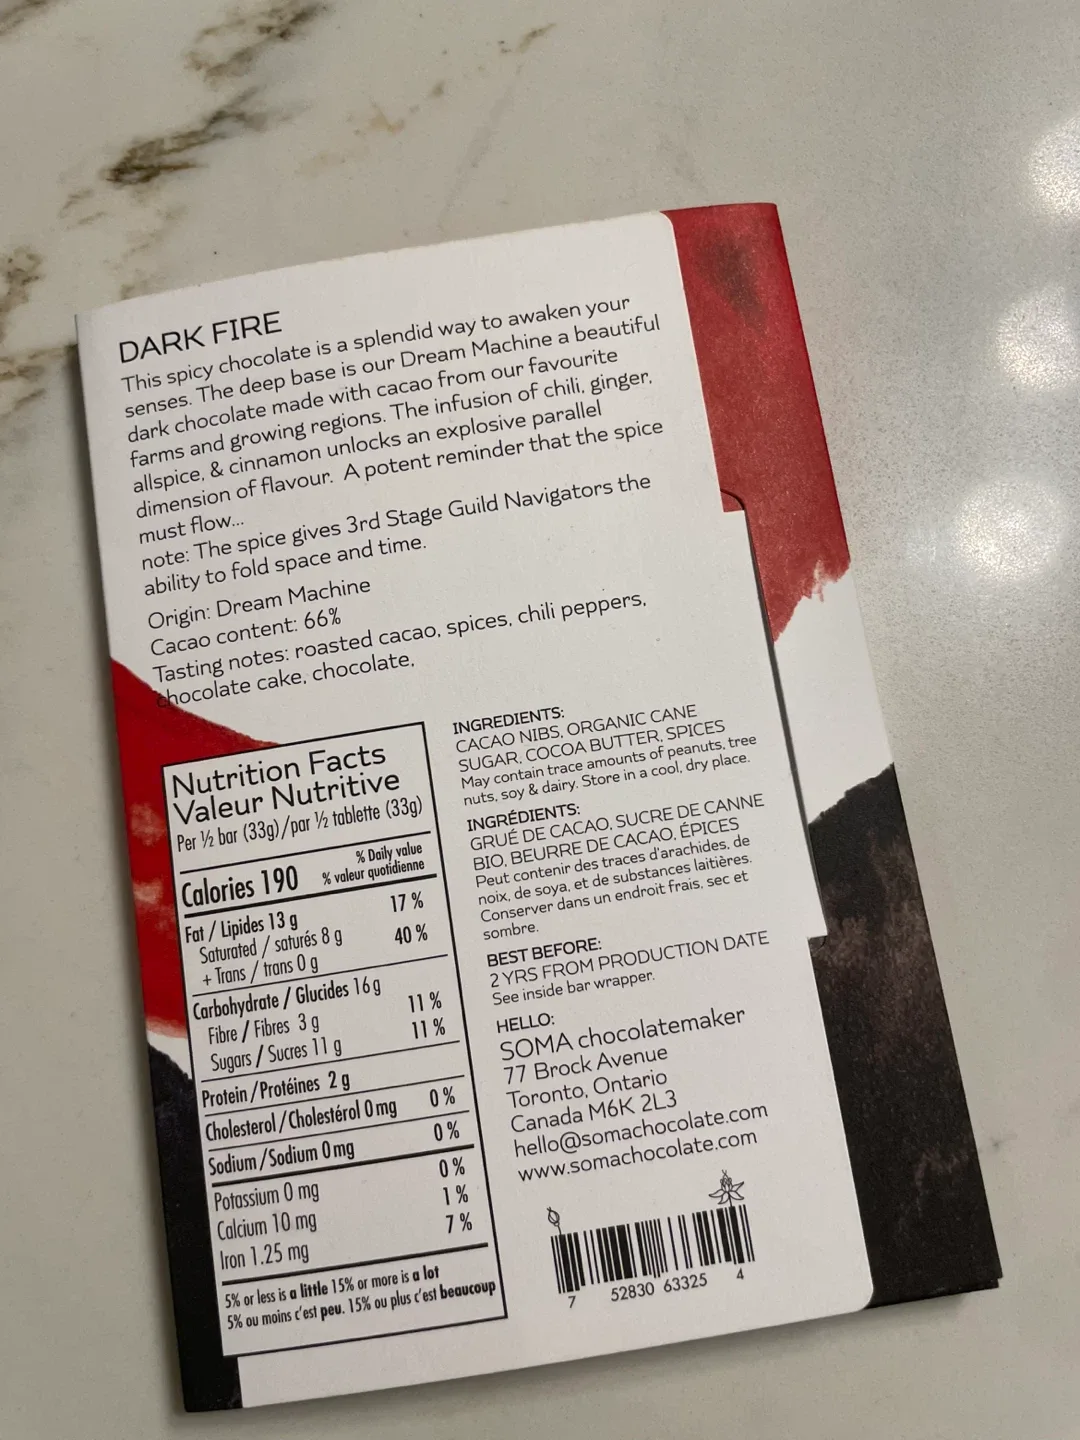 DARK FIRE
This spicy chocolate is a splendid way to awaken your
senses. The deep base is our Dream Machine a beautiful
dark chocolate made with cacao from our favourite
farms and growing regions. The infusion of chili, ginger,
allspice, & cinnamon unlocks an explosive parallel
dimension of flavour. A potent reminder that the spice
must flow...
note: The spice gives 3rd Stage Guild Navigators the
ability to fold space and time.
Origin: Dream Machine
Cacao content: 66%
Tasting notes: roasted cacao, spices, chili peppers,
chocolate cake, chocolate,
Nutrition Facts
Valeur Nutritive
Per ½ bar (33g)/par ½ tablette (33g)
% Daily value
Calories 190 % valeur quotidienne
Fat / Lipides 13 g 17 %
Saturated / saturés 8 g 40 %
+ Trans / trans 0 g
Carbohydrate / Glucides 16 g
Fibre / Fibres 3 g 11 %
Sugars / Sucres 11 g 11 %
Protein / Protéines 2 g
Cholesterol / Cholestérol 0 mg 0 %
Sodium / Sodium 0 mg 0 %
Potassium 0 mg 0 %
Calcium 10 mg 1 %
Iron 1.25 mg 7 %
5% or less is a little 15% or more is a lot
5% ou moins c'est peu. 15% ou plus c'est beaucoup
INGREDIENTS:
CACAO NIBS, ORGANIC CANE
SUGAR, COCOA BUTTER, SPICES
May contain trace amounts of peanuts, tree
nuts, soy & dairy. Store in a cool, dry place.
INGRÉDIENTS:
GRUÉ DE CACAO, SUCRE DE CANNE
BIO, BEURRE DE CACAO, ÉPICES
Peut contenir des traces d'arachides, de
noix, de soya, et de substances laitières.
Conserver dans un endroit frais, sec et
sombre.
BEST BEFORE:
2 YRS FROM PRODUCTION DATE
See inside bar wrapper.
HELLO:
SOMA chocolatemaker
77 Brock Avenue
Toronto, Ontario
Canada M6K 2L3
hello@somachocolate.com
www.somachocolate.com
7 52830 63325 4